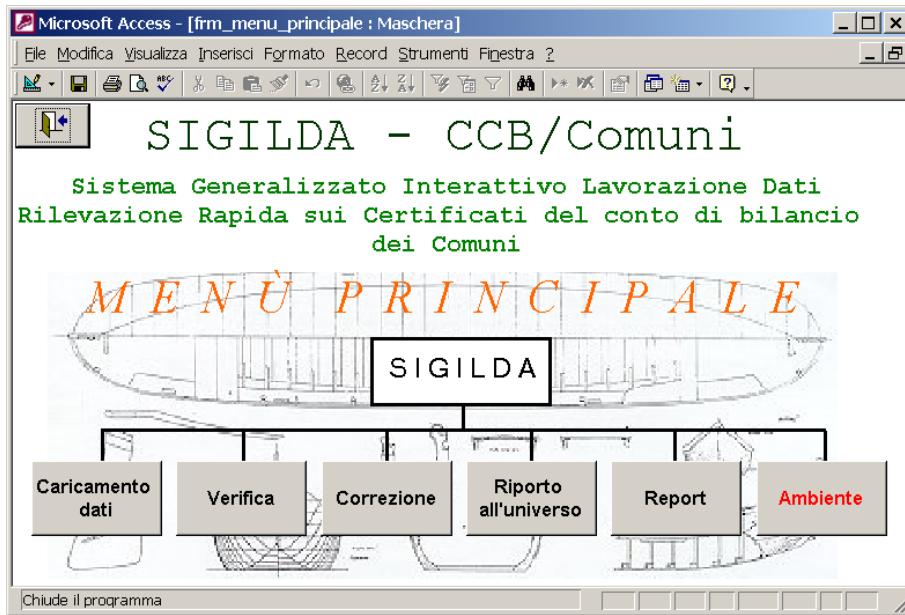 Microsoft Access - [frm_menu_principale : Maschera]
File Modifica Visualizza Inserisci Formato Record Strumenti Finestra ?
SIGILDA - CCB/Comuni
Sistema Generalizzato Interattivo Lavorazione Dati
Rilevazione Rapida sui Certificati del conto di bilancio
dei Comuni
MENÙ PRINCIPALE
SIGILDA
Caricamento
dati
Verifica
Correzione
Riporto
all'universo
Report
Ambiente
Chiude il programma